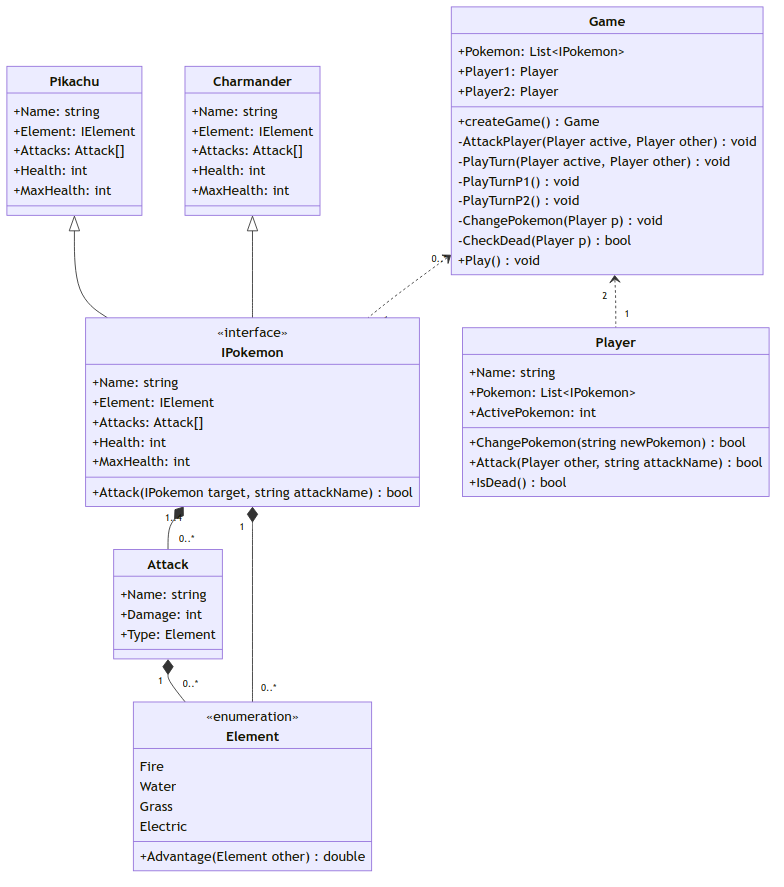 Game
+Pokemon: List<IPokemon>
+Player1: Player
+Player2: Player
+createGame() : Game
-AttackPlayer(Player active, Player other) : void
-PlayTurn(Player active, Player other) : void
-PlayTurnP1() : void
-PlayTurnP2() : void
-ChangePokemon(Player p) : void
-CheckDead(Player p) : bool
+Play() : void
Pikachu
+Name: string
+Element: IElement
+Attacks: Attack[]
+Health: int
+MaxHealth: int
Charmander
+Name: string
+Element: IElement
+Attacks: Attack[]
+Health: int
+MaxHealth: int
2
1
«interface»
IPokemon
+Name: string
+Element: IElement
+Attacks: Attack[]
+Health: int
+MaxHealth: int
+Attack(IPokemon target, string attackName) : bool
Player
+Name: string
+Pokemon: List<IPokemon>
+ActivePokemon: int
+ChangePokemon(string newPokemon) : bool
+Attack(Player other, string attackName) : bool
+IsDead() : bool
1..4
0..*
1
Attack
+Name: string
+Damage: int
+Type: Element
1
0..*
0..*
«enumeration»
Element
Fire
Water
Grass
Electric
+Advantage(Element other) : double